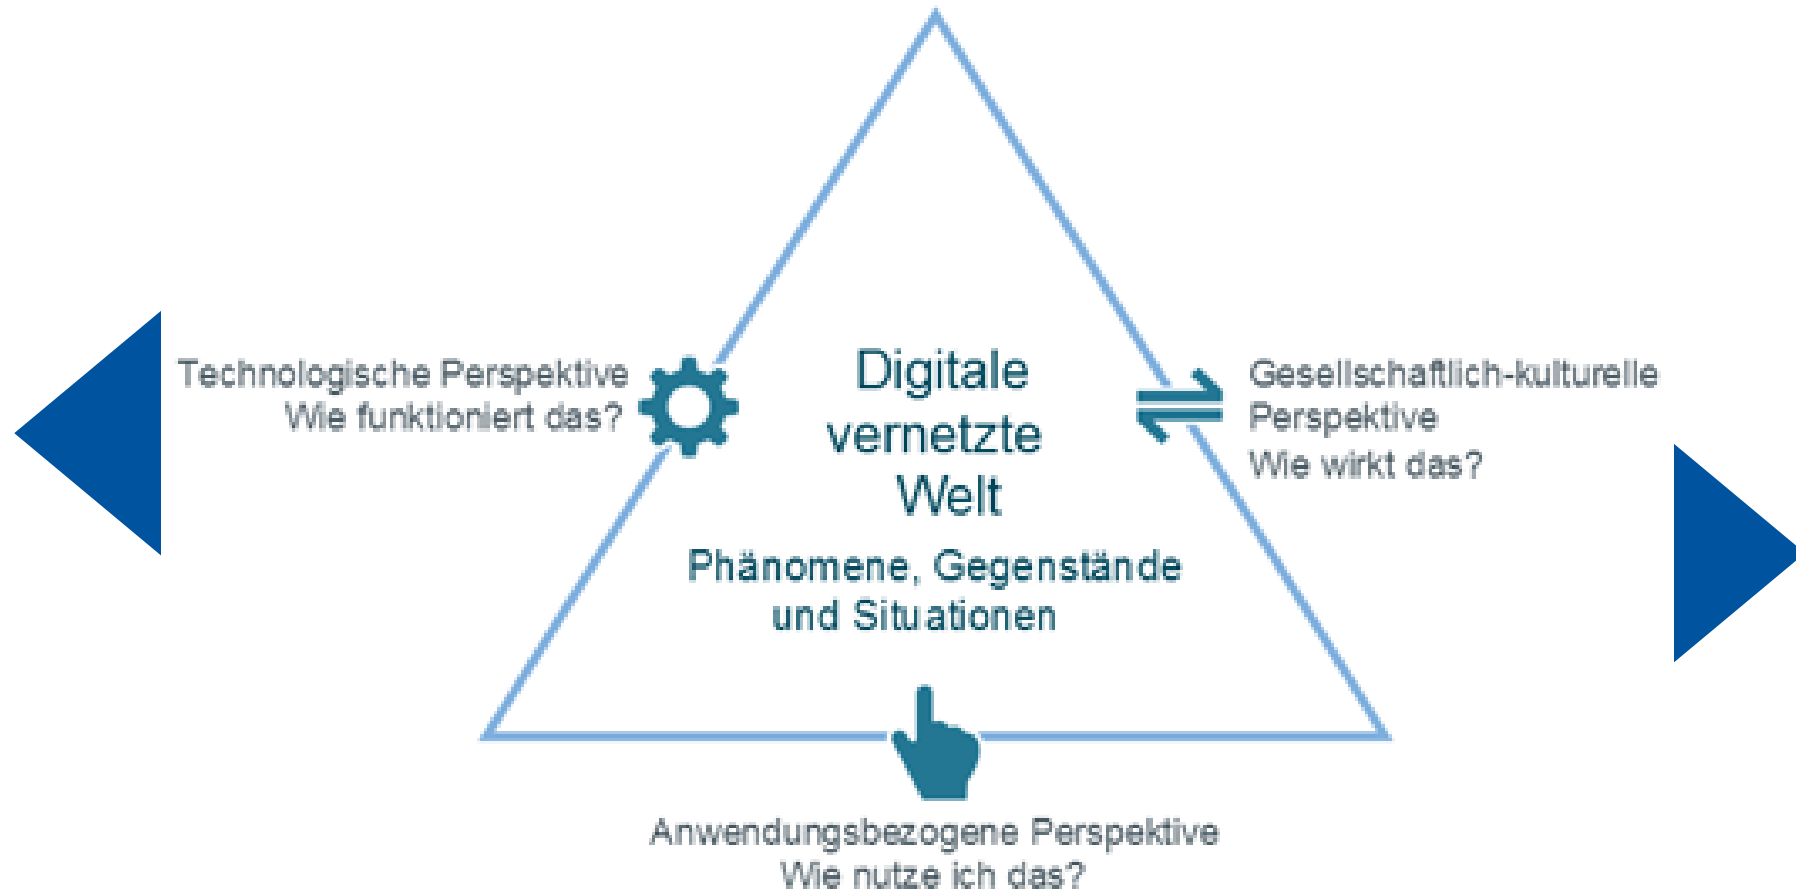 Technologische Perspektive
Wie funktioniert das?
Digitale
vernetzte
Welt
Phänomene, Gegenstände
und Situationen
Gesellschaftlich-kulturelle
Perspektive
Wie wirkt das?
Anwendungsbezogene Perspektive
Wie nutze ich das?